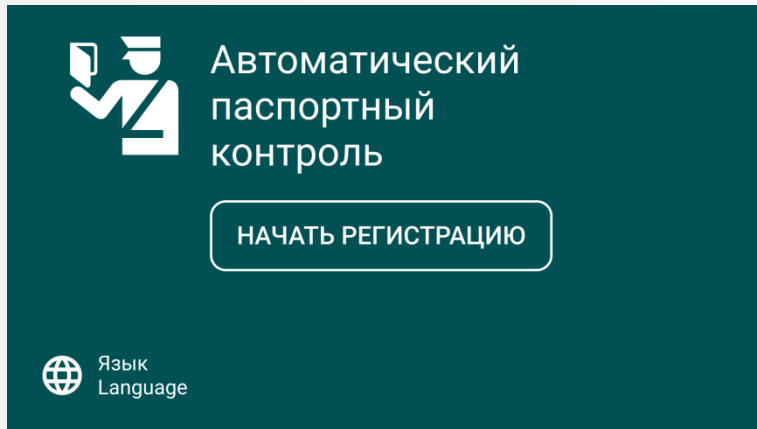 Автоматический
паспортный
контроль
НАЧАТЬ РЕГИСТРАЦИЮ
Язык
Language